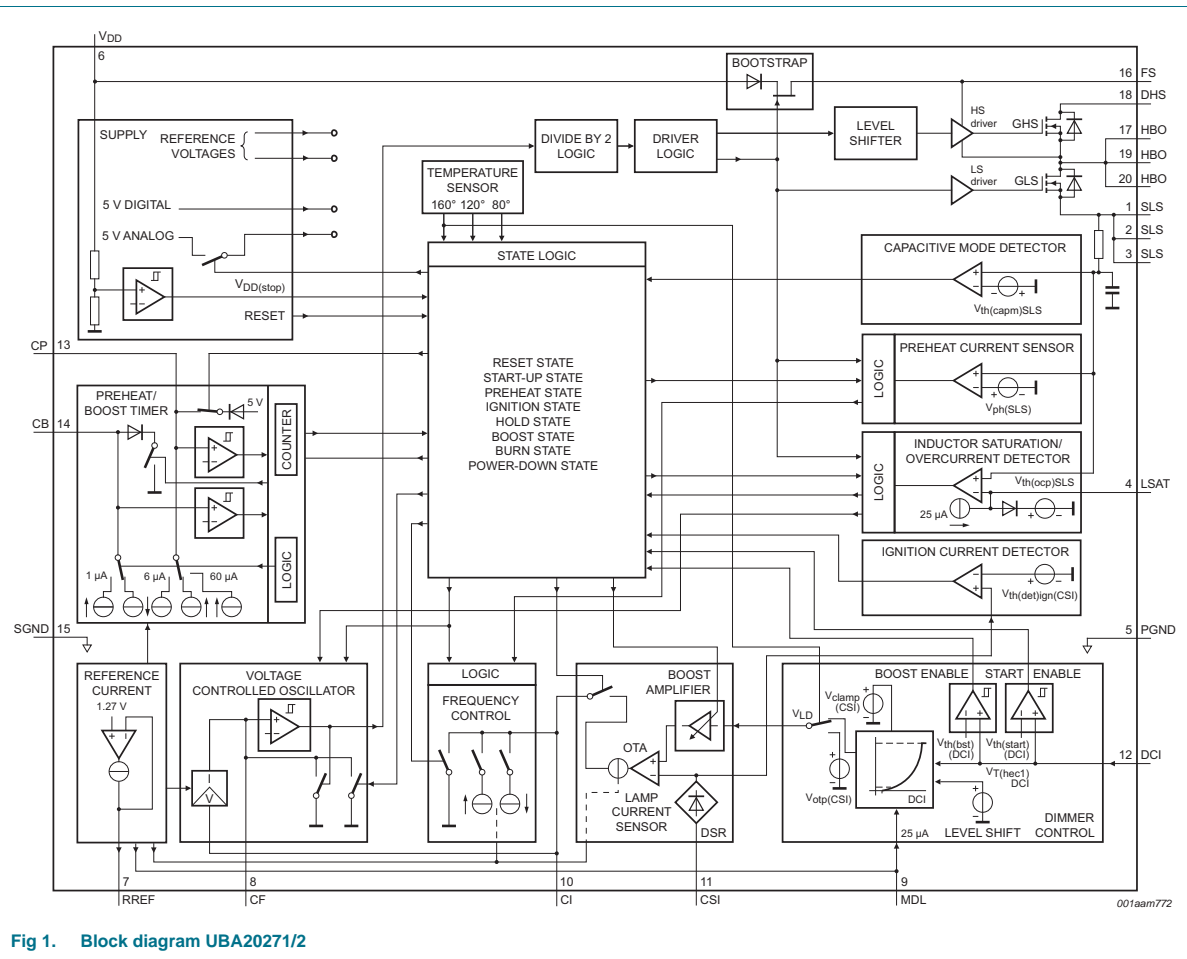 VDD
6
BOOTSTRAP
16 FS
18 DHS
17 HBO
19 HBO
20 HBO
1 SLS
2 SLS
3 SLS
SUPPLY
REFERENCE
VOLTAGES
5 V DIGITAL
5 V ANALOG
VDD(stop)
RESET
DIVIDE BY 2
LOGIC
DRIVER
LOGIC
LEVEL
SHIFTER
HS
driver
GHS
LS
driver
GLS
TEMPERATURE
SENSOR
160° 120° 80°
STATE LOGIC
RESET STATE
START-UP STATE
PREHEAT STATE
IGNITION STATE
HOLD STATE
BOOST STATE
BURN STATE
POWER-DOWN STATE
CAPACITIVE MODE DETECTOR
+
−
−
+
Vth(capm)SLS
LOGIC
PREHEAT CURRENT SENSOR
−
+
+
−
Vph(SLS)
LOGIC
INDUCTOR SATURATION/
OVERCURRENT DETECTOR
Vth(ocp)SLS
+
−
25 μA
+
−
4 LSAT
IGNITION CURRENT DETECTOR
−
+
+
−
Vth(det)ign(CSI)
5 PGND
CP 13
CB 14
PREHEAT/
BOOST TIMER
5 V
+
−
+
−
COUNTER
LOGIC
1 μA
6 μA
60 μA
SGND 15
REFERENCE
CURRENT
1.27 V
+
−
VOLTAGE
CONTROLLED OSCILLATOR
+
−
I
V
LOGIC
FREQUENCY
CONTROL
BOOST
AMPLIFIER
OTA
+
−
LAMP
CURRENT
SENSOR
DSR
BOOST ENABLE
START ENABLE
Vclamp
(CSI)
+
−
VLD
+
−
Votp(CSI)
− +
− +
Vth(bst)
(DCI)
Vth(start)
(DCI)
12 DCI
VT(hec1)
DCI
+
−
DCI
LEVEL SHIFT
DIMMER
CONTROL
25 μA
7
RREF
8
CF
10
CI
11
CSI
9
MDL
001aam772
Fig 1. Block diagram UBA20271/2